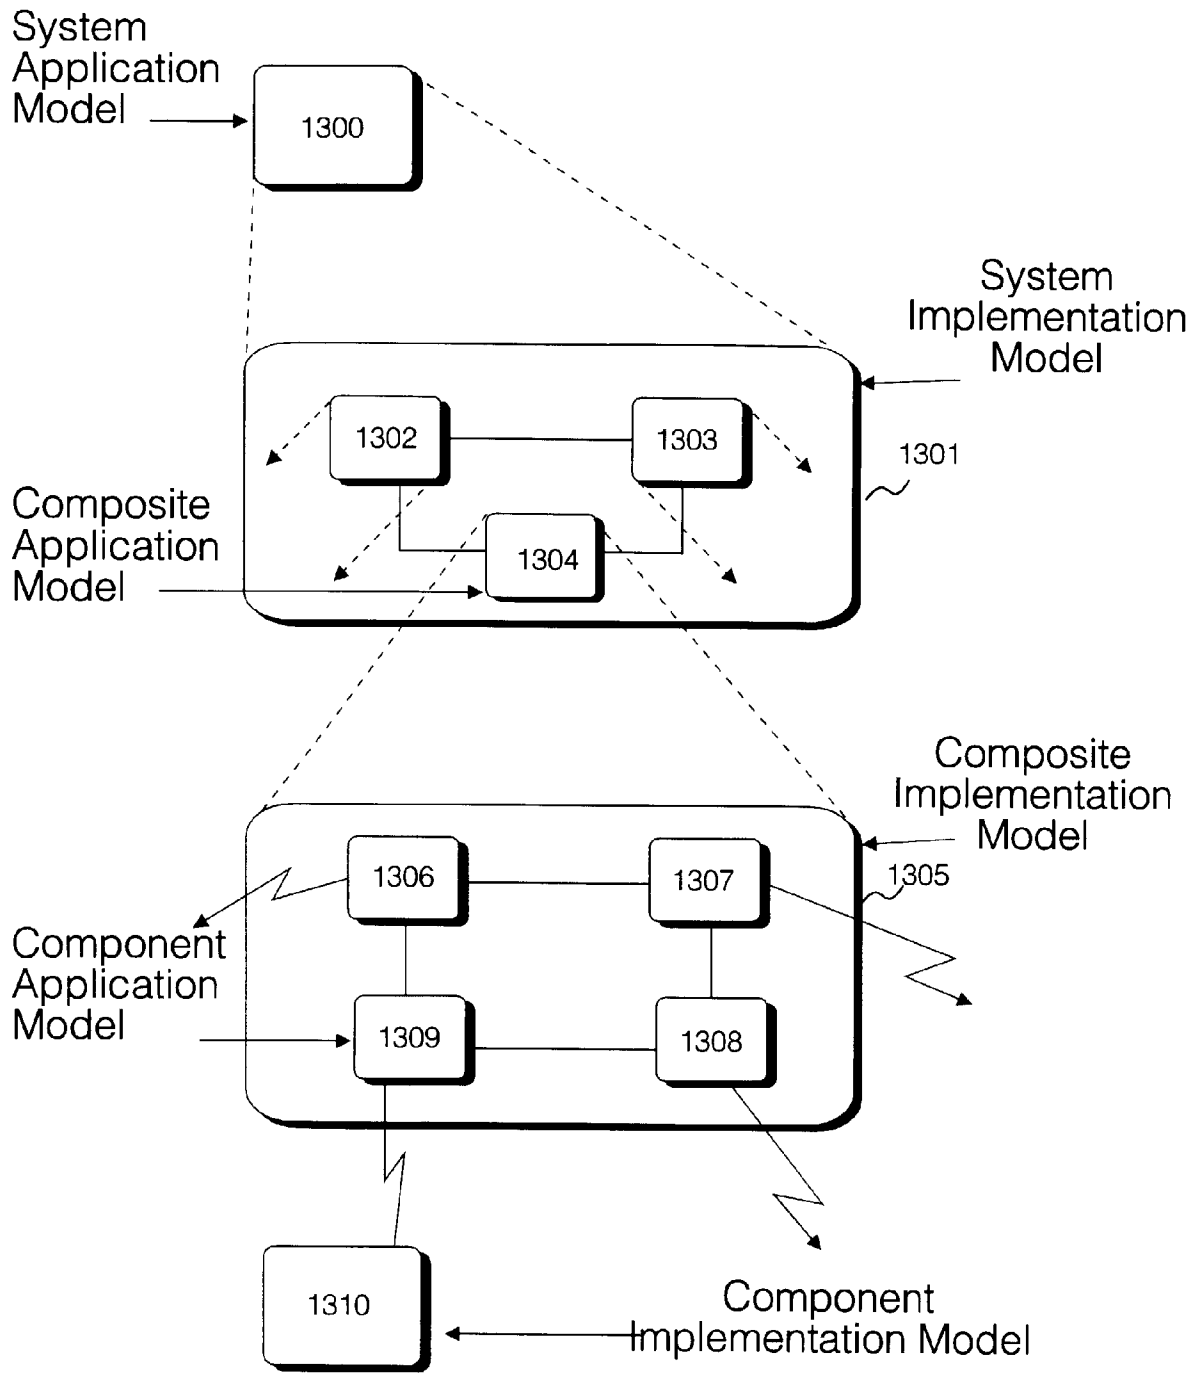 System
Application
Model
1300
System
Implementation
Model
1302
1303
1301
Composite
Application
Model
1304
Composite
Implementation
Model
1306
1307
1305
Component
Application
Model
1309
1308
1310
Component
Implementation Model